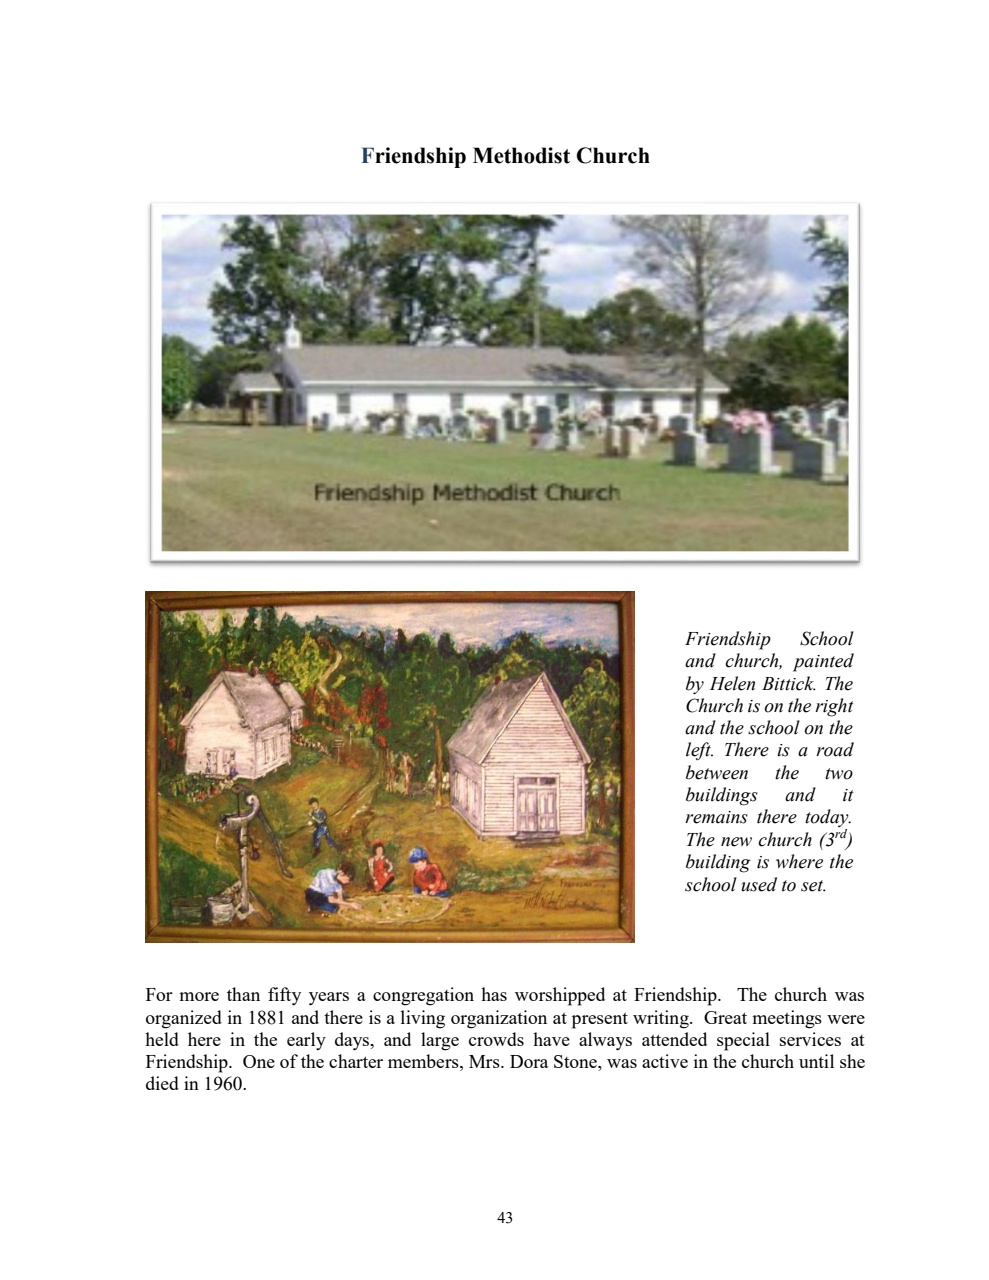 Friendship Methodist Church
Friendship Methodist Church
Friendship School
and church, painted
by Helen Bittick. The
Church is on the right
and the school on the
left. There is a road
between the two
buildings and it
remains there today.
The new church (3rd)
building is where the
school used to set.
For more than fifty years a congregation has worshipped at Friendship. The church was
organized in 1881 and there is a living organization at present writing. Great meetings were
held here in the early days, and large crowds have always attended special services at
Friendship. One of the charter members, Mrs. Dora Stone, was active in the church until she
died in 1960.
43